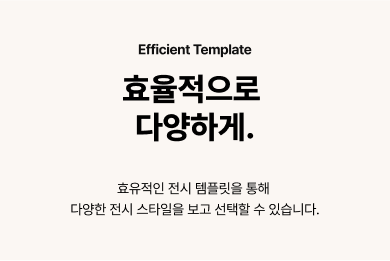 Efficient Template
효율적으로
다양하게.
효유적인 전시 템플릿을 통해
다양한 전시 스타일을 보고 선택할 수 있습니다.